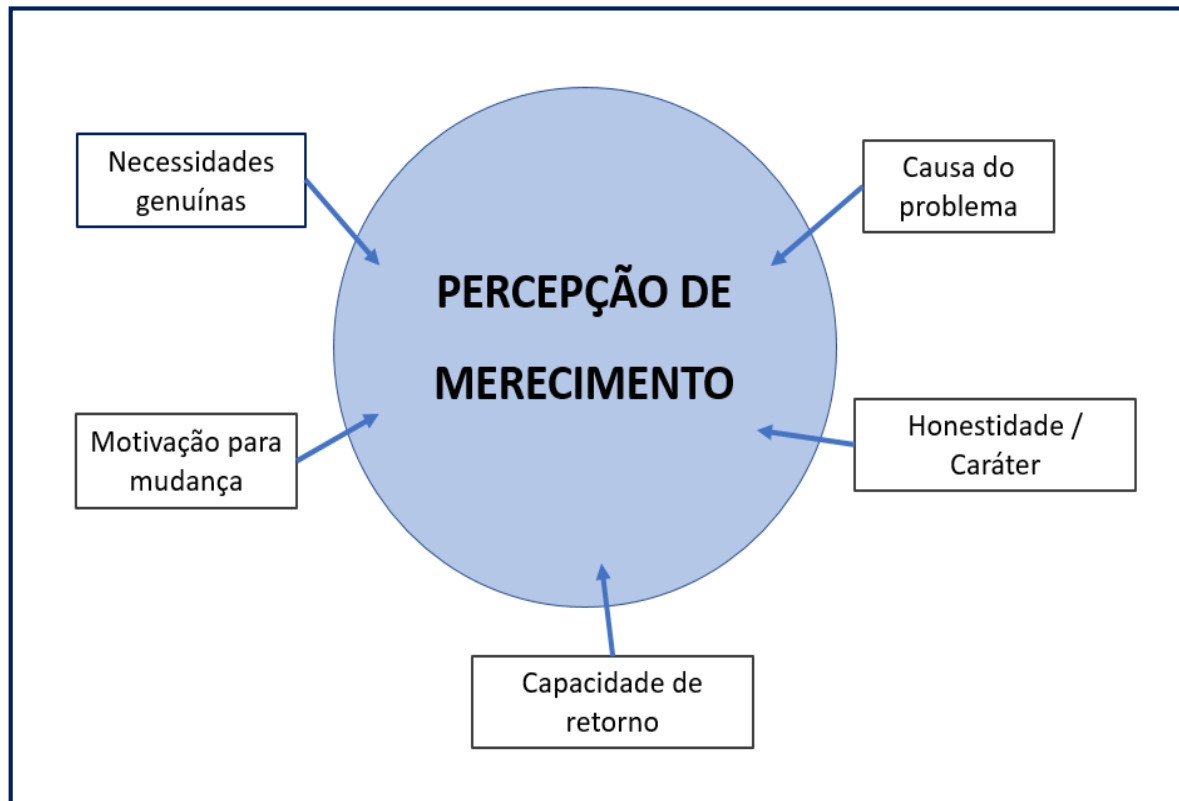 Necessidades
genuínas
Causa do
problema
PERCEPÇÃO DE
MERECIMENTO
Motivação para
mudança
Honestidade /
Caráter
Capacidade de
retorno